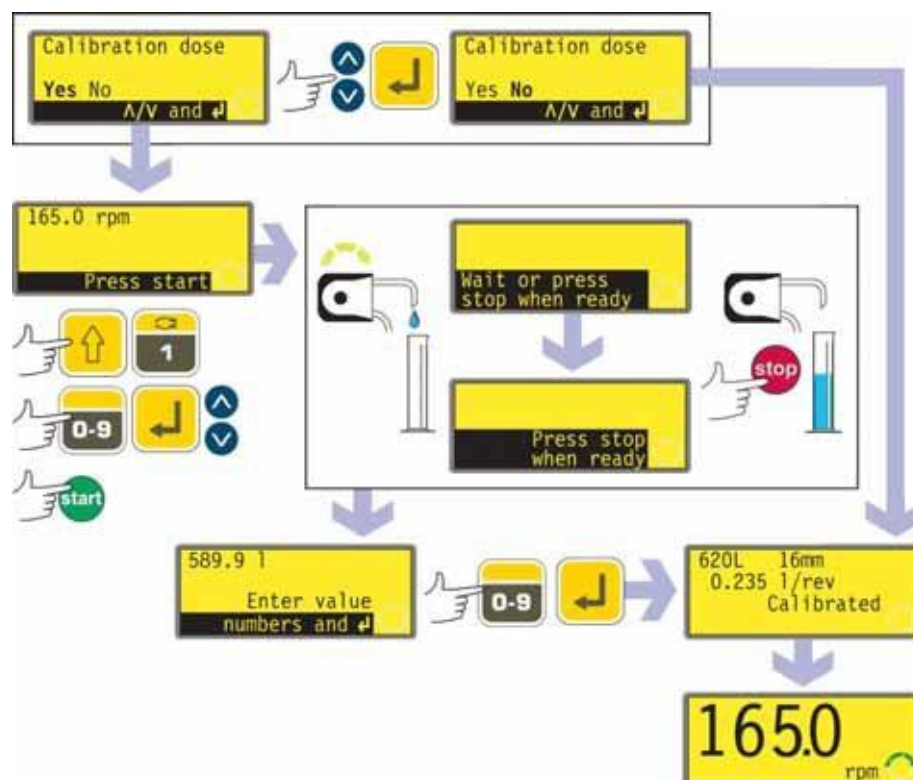 Calibration dose
Yes No
Λ/V and ↲
Calibration dose
Yes No
Λ/V and ↲
165.0 rpm
Press start
1
0-9
start
Wait or press
stop when ready
stop
Press stop
when ready
589.9 l
Enter value
numbers and ↲
0-9
620L 16mm
0.235 l/rev
Calibrated
165.0
rpm